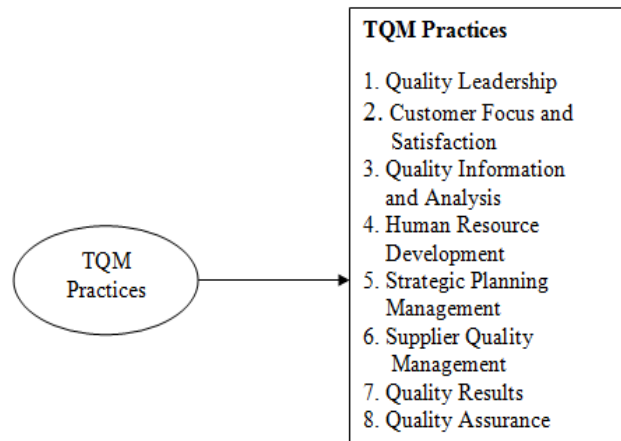 TQM
Practices
TQM Practices
1. Quality Leadership
2. Customer Focus and
Satisfaction
3. Quality Information
and Analysis
4. Human Resource
Development
5. Strategic Planning
Management
6. Supplier Quality
Management
7. Quality Results
8. Quality Assurance